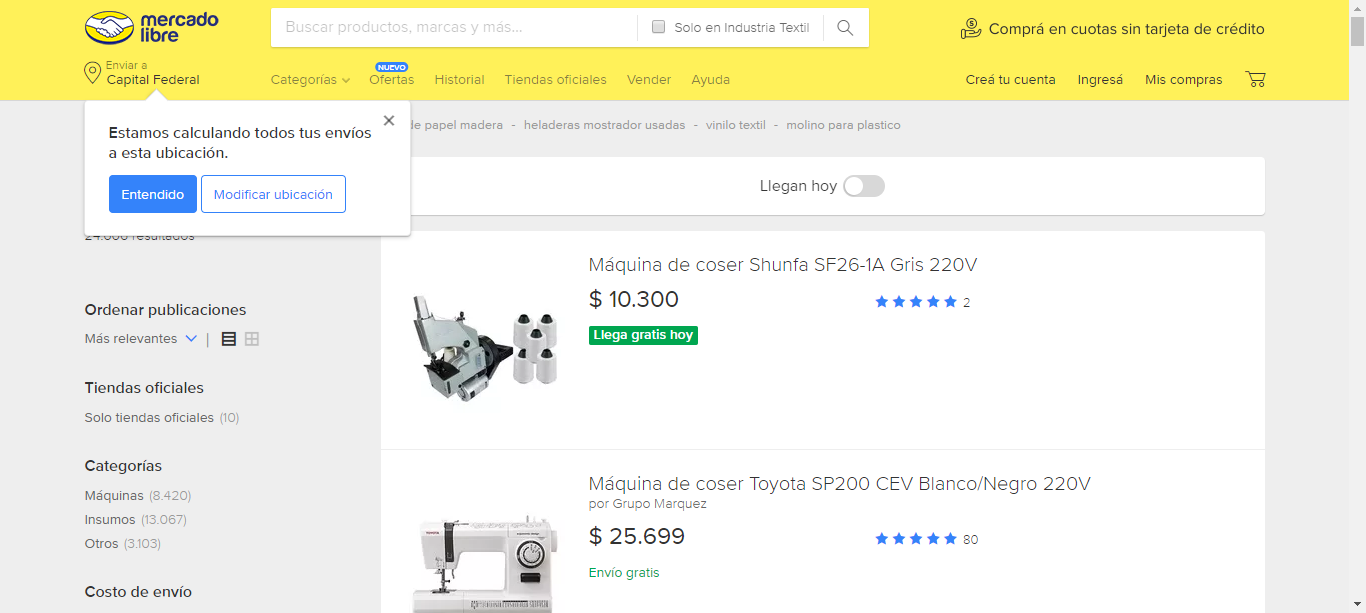 mercado
libre
Buscar productos, marcas y más...
Solo en Industria Textil
Comprá en cuotas sin tarjeta de crédito
Enviar a
Capital Federal
Categorías
NUEVO
Ofertas
Historial
Tiendas oficiales
Vender
Ayuda
Creá tu cuenta
Ingresá
Mis compras
Estamos calculando todos tus envíos
a esta ubicación.
Entendido
Modificar ubicación
de papel madera - heladeras mostrador usadas - vinilo textil - molino para plastico
Llegan hoy
resultados
Ordenar publicaciones
Más relevantes
Tiendas oficiales
Solo tiendas oficiales (10)
Categorías
Máquinas (8.420)
Insumos (13.067)
Otros (3.103)
Costo de envío
Máquina de coser Shunfa SF26-1A Gris 220V
$ 10.300
2
Llega gratis hoy
Máquina de coser Toyota SP200 CEV Blanco/Negro 220V
por Grupo Marquez
$ 25.699
80
Envío gratis
TOYOTA